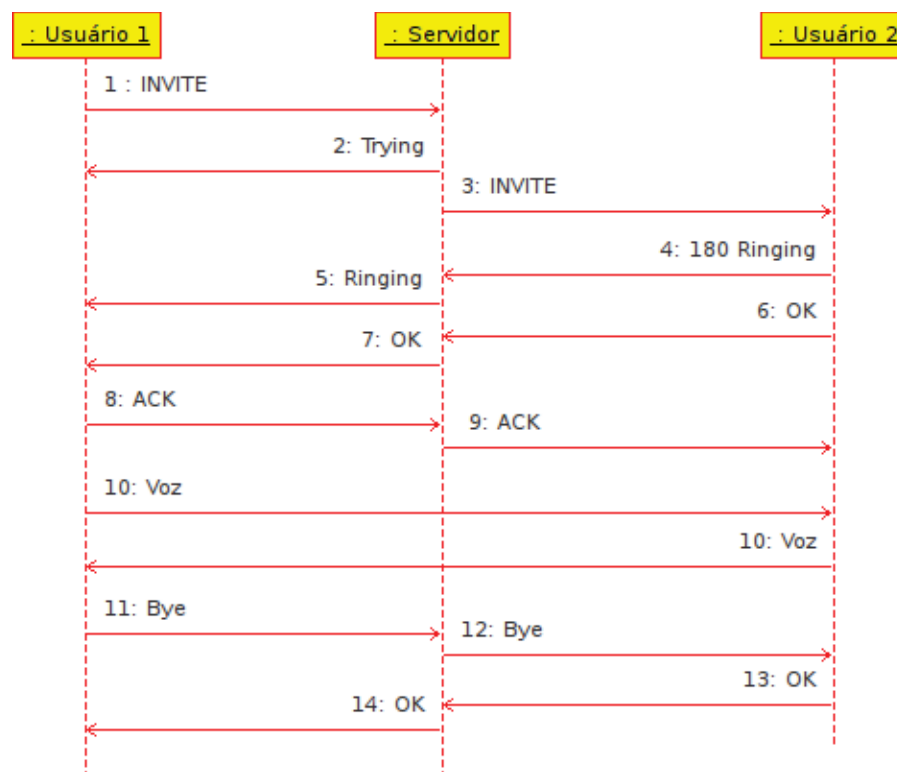 : Usuário 1
: Servidor
: Usuário 2
1 : INVITE
2: Trying
3: INVITE
4: 180 Ringing
5: Ringing
6: OK
7: OK
8: ACK
9: ACK
10: Voz
10: Voz
11: Bye
12: Bye
13: OK
14: OK